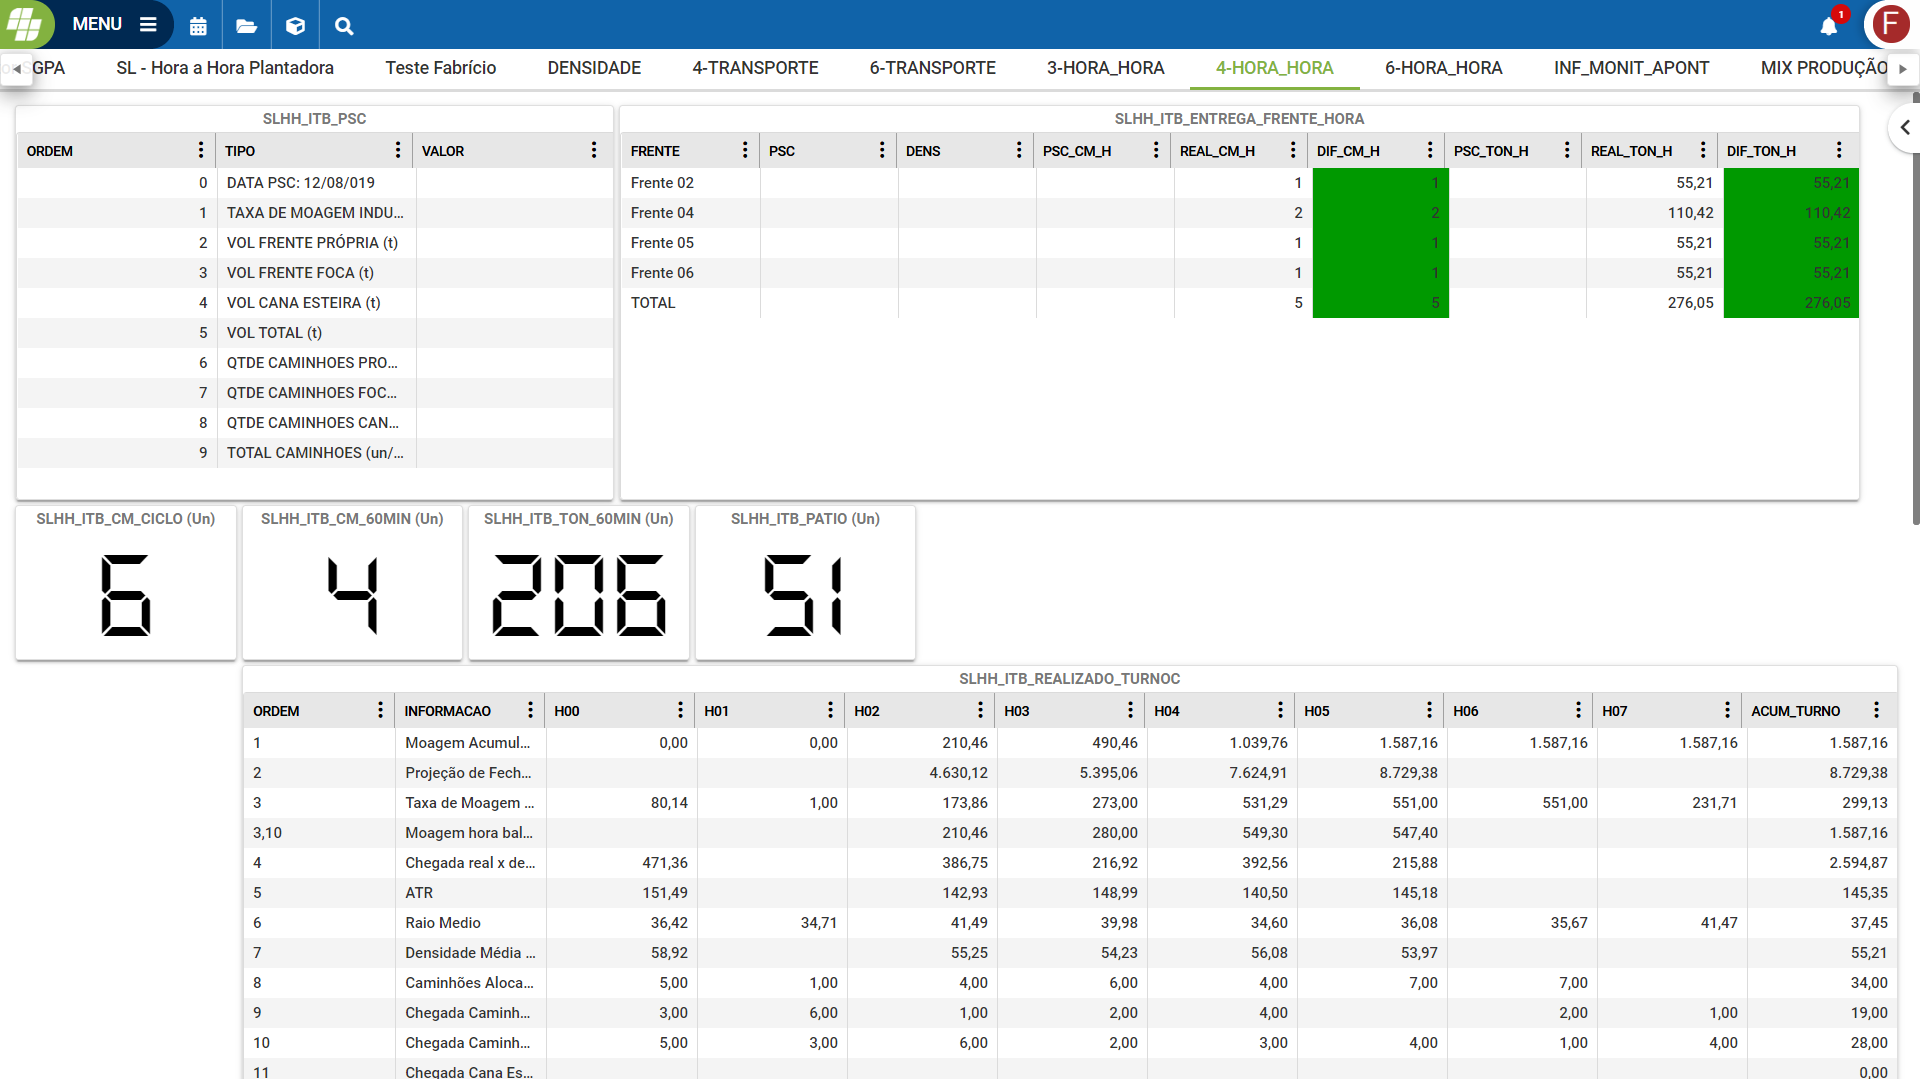 MENU
1
F
SGPA SL - Hora a Hora Plantadora Teste Fabrício DENSIDADE 4-TRANSPORTE 6-TRANSPORTE 3-HORA_HORA 4-HORA_HORA 6-HORA_HORA INF_MONIT_APONT MIX PRODUÇÃO
SLHH_ITB_PSC
ORDEM TIPO VALOR
0 DATA PSC: 12/08/019
1 TAXA DE MOAGEM INDU...
2 VOL FRENTE PRÓPRIA (t)
3 VOL FRENTE FOCA (t)
4 VOL CANA ESTEIRA (t)
5 VOL TOTAL (t)
6 QTDE CAMINHOES PRO...
7 QTDE CAMINHOES FOC...
8 QTDE CAMINHOES CAN...
9 TOTAL CAMINHOES (un/...
SLHH_ITB_ENTREGA_FRENTE_HORA
FRENTE PSC DENS PSC_CM_H REAL_CM_H DIF_CM_H PSC_TON_H REAL_TON_H DIF_TON_H
Frente 02 1 1 55,21 55,21
Frente 04 2 2 110,42 110,42
Frente 05 1 1 55,21 55,21
Frente 06 1 1 55,21 55,21
TOTAL 5 5 276,05 276,05
SLHH_ITB_CM_CICLO (Un)
6
SLHH_ITB_CM_60MIN (Un)
4
SLHH_ITB_TON_60MIN (Un)
206
SLHH_ITB_PATIO (Un)
51
SLHH_ITB_REALIZADO_TURNOC
ORDEM INFORMACAO H00 H01 H02 H03 H04 H05 H06 H07 ACUM_TURNO
1 Moagem Acumul... 0,00 0,00 210,46 490,46 1.039,76 1.587,16 1.587,16 1.587,16 1.587,16
2 Projeção de Fech... 4.630,12 5.395,06 7.624,91 8.729,38 8.729,38
3 Taxa de Moagem ... 80,14 1,00 173,86 273,00 531,29 551,00 551,00 231,71 299,13
3,10 Moagem hora bal... 210,46 280,00 549,30 547,40 1.587,16
4 Chegada real x de... 471,36 386,75 216,92 392,56 215,88 2.594,87
5 ATR 151,49 142,93 148,99 140,50 145,18 145,35
6 Raio Medio 36,42 34,71 41,49 39,98 34,60 36,08 35,67 41,47 37,45
7 Densidade Média ... 58,92 55,25 54,23 56,08 53,97 55,21
8 Caminhões Aloca... 5,00 1,00 4,00 6,00 4,00 7,00 7,00 34,00
9 Chegada Caminh... 3,00 6,00 1,00 2,00 4,00 2,00 1,00 19,00
10 Chegada Caminh... 5,00 3,00 6,00 2,00 3,00 4,00 1,00 4,00 28,00
11 Chegada Cana Es... 0,00